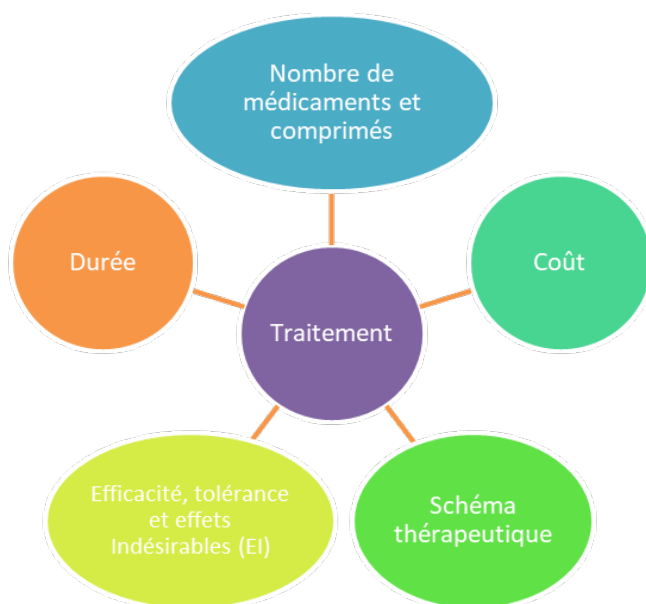 Nombre de
médicaments et
comprimés
Durée
Coût
Traitement
Efficacité, tolérance
et effets
Indésirables (EI)
Schéma
thérapeutique